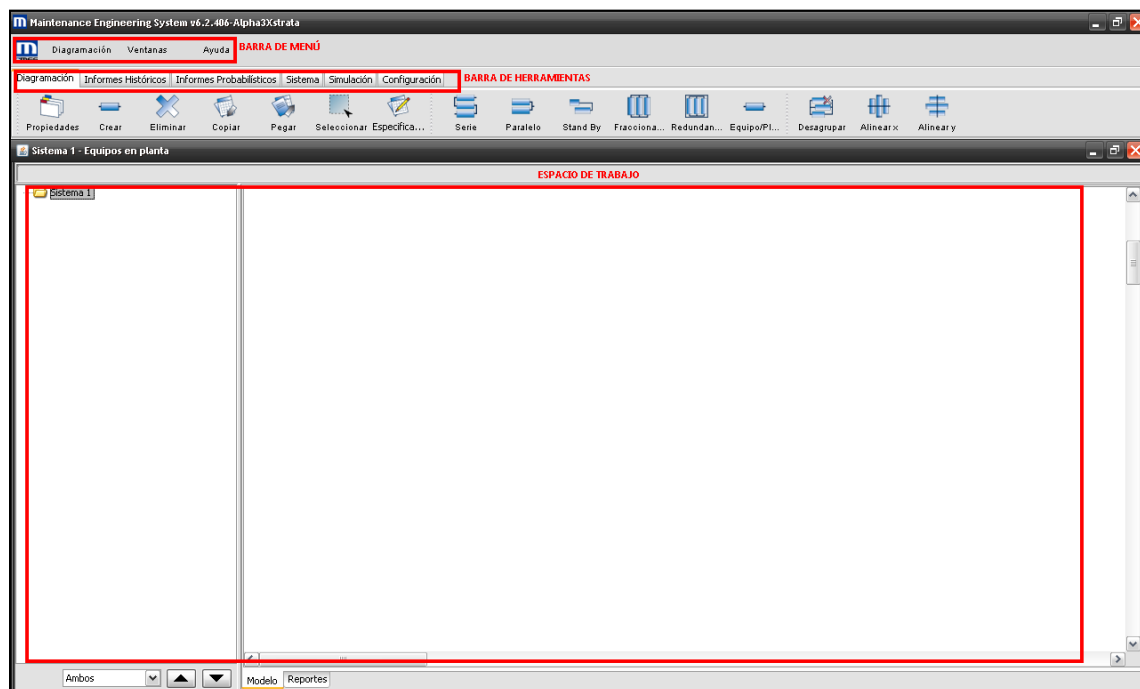 Maintenance Engineering System v6.2.406-Alpha3Xstrata
Diagramación Ventanas Ayuda BARRA DE MENÚ
Diagramación Informes Históricos Informes Probabilísticos Sistema Simulación Configuración BARRA DE HERRAMIENTAS
Propiedades Crear Eliminar Copiar Pegar Seleccionar Especifica... Serie Paralelo Stand By Fracciona... Redundan... Equipo/Pl... Desagrupar Alinear x Alinear y
Sistema 1 - Equipos en planta
ESPACIO DE TRABAJO
Sistema 1
Ambos Modelo Reportes